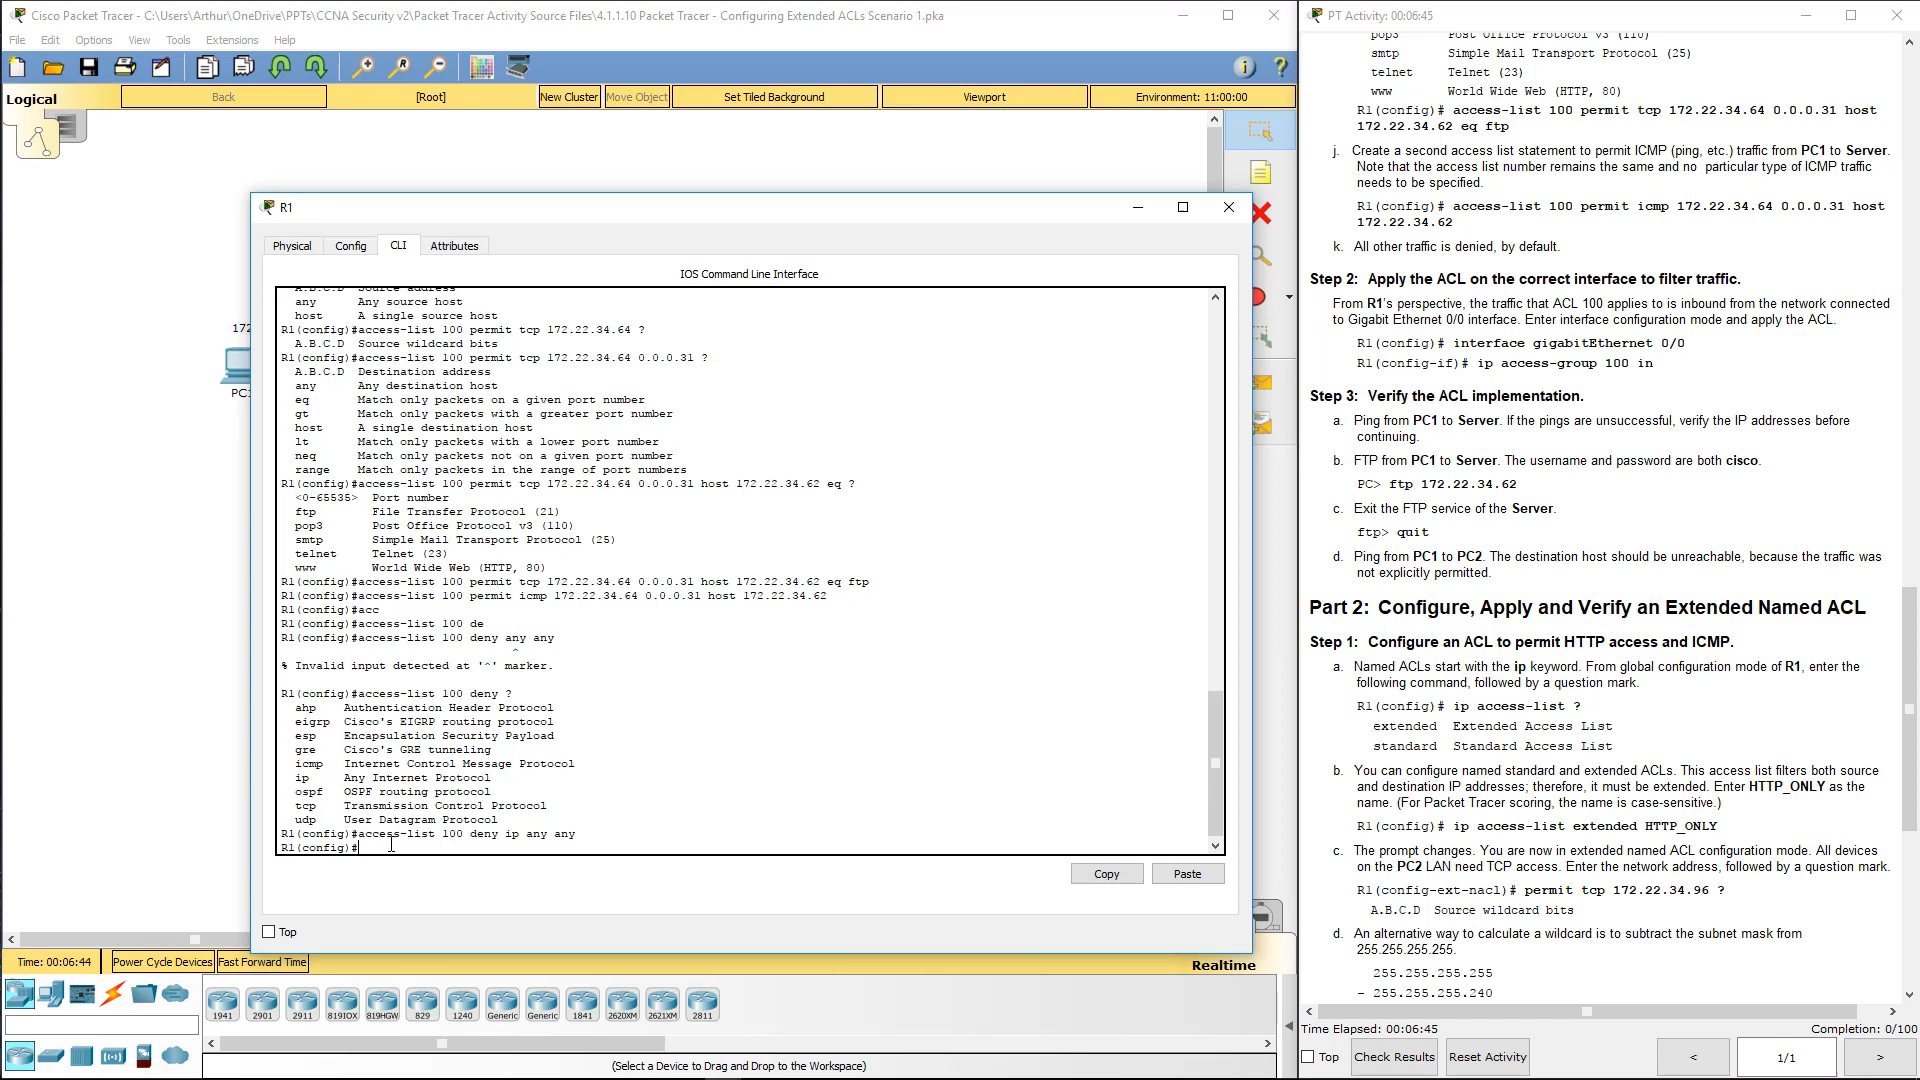 Cisco Packet Tracer - C:\Users\Arthur\OneDrive\PPTs\CCNA Security v2\Packet Tracer Activity Source Files\4.1.1.10 Packet Tracer - Configuring Extended ACLs Scenario 1.pka
File Edit Options View Tools Extensions Help
Logical
Back
[Root]
New Cluster
Move Object
Set Tiled Background
Viewport
Environment: 11:00:00
172
PC1
R1
Physical Config CLI Attributes
IOS Command Line Interface
A.B.C.D Source address
any Any source host
host A single source host
R1(config)#access-list 100 permit tcp 172.22.34.64 ?
A.B.C.D Source wildcard bits
R1(config)#access-list 100 permit tcp 172.22.34.64 0.0.0.31 ?
A.B.C.D Destination address
any Any destination host
eq Match only packets on a given port number
gt Match only packets with a greater port number
host A single destination host
lt Match only packets with a lower port number
neq Match only packets not on a given port number
range Match only packets in the range of port numbers
R1(config)#access-list 100 permit tcp 172.22.34.64 0.0.0.31 host 172.22.34.62 eq ?
<0-65535> Port number
ftp File Transfer Protocol (21)
pop3 Post Office Protocol v3 (110)
smtp Simple Mail Transport Protocol (25)
telnet Telnet (23)
www World Wide Web (HTTP, 80)
R1(config)#access-list 100 permit tcp 172.22.34.64 0.0.0.31 host 172.22.34.62 eq ftp
R1(config)#access-list 100 permit icmp 172.22.34.64 0.0.0.31 host 172.22.34.62
R1(config)#acc
R1(config)#access-list 100 de
R1(config)#access-list 100 deny any any
^
% Invalid input detected at '^' marker.
R1(config)#access-list 100 deny ?
ahp Authentication Header Protocol
eigrp Cisco's EIGRP routing protocol
esp Encapsulation Security Payload
gre Cisco's GRE tunneling
icmp Internet Control Message Protocol
ip Any Internet Protocol
ospf OSPF routing protocol
tcp Transmission Control Protocol
udp User Datagram Protocol
R1(config)#access-list 100 deny ip any any
R1(config)#
Copy Paste
Top
Time: 00:06:44
Power Cycle Devices
Fast Forward Time
Realtime
1941 2901 2911 819IOX 819HGW 829 1240 Generic Generic 1841 2620XM 2621XM 2811
(Select a Device to Drag and Drop to the Workspace)
PT Activity: 00:06:45
pop3 Post Office Protocol v3 (110)
smtp Simple Mail Transport Protocol (25)
telnet Telnet (23)
www World Wide Web (HTTP, 80)
R1(config)# access-list 100 permit tcp 172.22.34.64 0.0.0.31 host
172.22.34.62 eq ftp
j. Create a second access list statement to permit ICMP (ping, etc.) traffic from PC1 to Server.
Note that the access list number remains the same and no particular type of ICMP traffic
needs to be specified.
R1(config)# access-list 100 permit icmp 172.22.34.64 0.0.0.31 host
172.22.34.62
k. All other traffic is denied, by default.
Step 2: Apply the ACL on the correct interface to filter traffic.
From R1's perspective, the traffic that ACL 100 applies to is inbound from the network connected
to Gigabit Ethernet 0/0 interface. Enter interface configuration mode and apply the ACL.
R1(config)# interface gigabitEthernet 0/0
R1(config-if)# ip access-group 100 in
Step 3: Verify the ACL implementation.
a. Ping from PC1 to Server. If the pings are unsuccessful, verify the IP addresses before
continuing.
b. FTP from PC1 to Server. The username and password are both cisco.
PC> ftp 172.22.34.62
c. Exit the FTP service of the Server.
ftp> quit
d. Ping from PC1 to PC2. The destination host should be unreachable, because the traffic was
not explicitly permitted.
Part 2: Configure, Apply and Verify an Extended Named ACL
Step 1: Configure an ACL to permit HTTP access and ICMP.
a. Named ACLs start with the ip keyword. From global configuration mode of R1, enter the
following command, followed by a question mark.
R1(config)# ip access-list ?
extended Extended Access List
standard Standard Access List
b. You can configure named standard and extended ACLs. This access list filters both source
and destination IP addresses; therefore, it must be extended. Enter HTTP_ONLY as the
name. (For Packet Tracer scoring, the name is case-sensitive.)
R1(config)# ip access-list extended HTTP_ONLY
c. The prompt changes. You are now in extended named ACL configuration mode. All devices
on the PC2 LAN need TCP access. Enter the network address, followed by a question mark.
R1(config-ext-nacl)# permit tcp 172.22.34.96 ?
A.B.C.D Source wildcard bits
d. An alternative way to calculate a wildcard is to subtract the subnet mask from
255.255.255.255.
255.255.255.255
- 255.255.255.240
Time Elapsed: 00:06:45
Completion: 0/100
Top
Check Results
Reset Activity
<
1/1
>